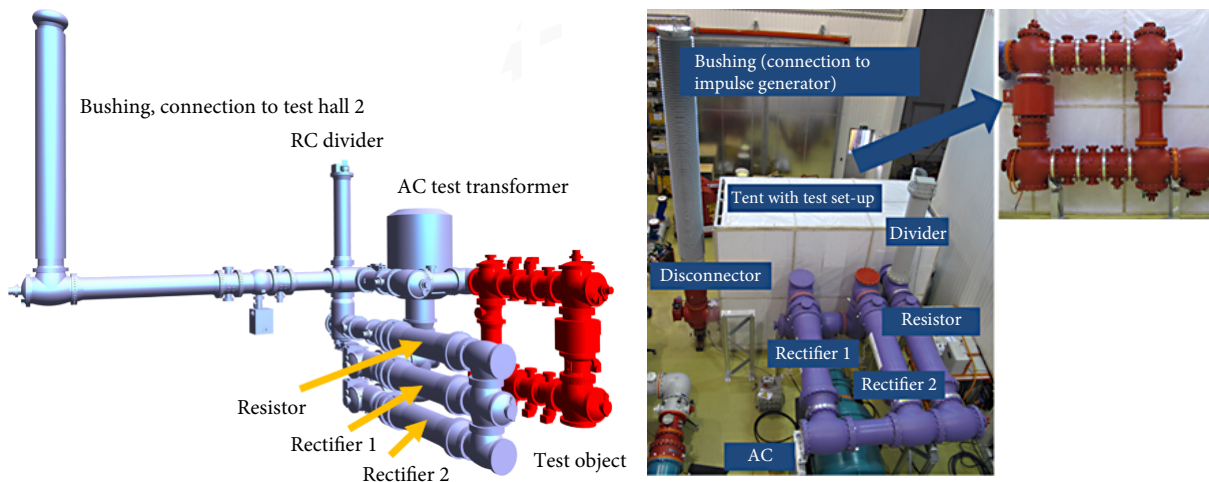 Bushing, connection to test hall 2
RC divider
AC test transformer
Resistor
Rectifier 1
Rectifier 2
Test object
Bushing (connection to
impulse generator)
Tent with test set-up
Divider
Disconnector
Resistor
Rectifier 1
Rectifier 2
AC